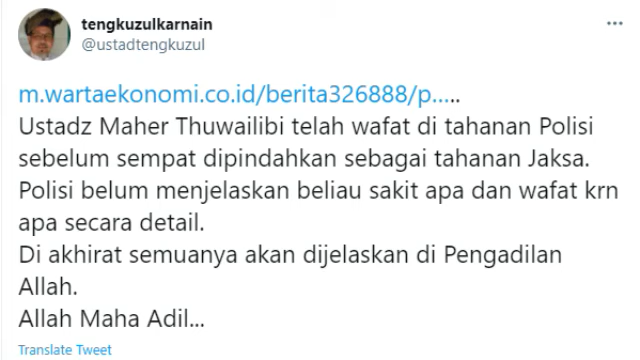 tengkuzulkarnain
@ustadtengkuzul
m.wartaekonomi.co.id/berita326888/p.....
Ustadz Maher Thuwailibi telah wafat di tahanan Polisi
sebelum sempat dipindahkan sebagai tahanan Jaksa.
Polisi belum menjelaskan beliau sakit apa dan wafat krn
apa secara detail.
Di akhirat semuanya akan dijelaskan di Pengadilan
Allah.
Allah Maha Adil...
Translate Tweet